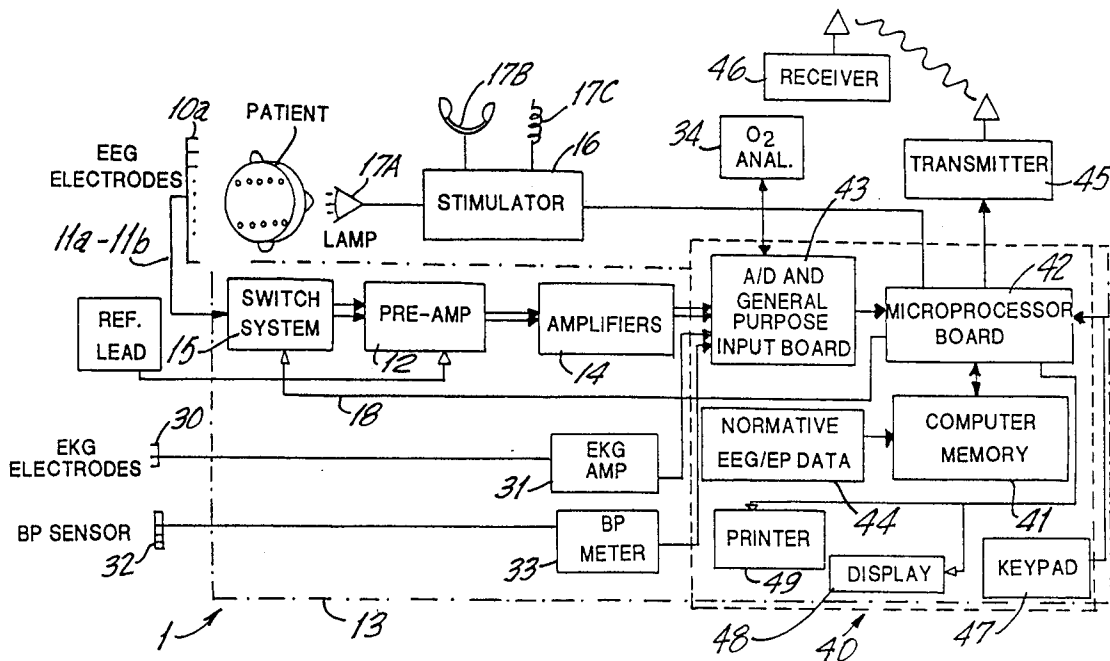 46
RECEIVER
17B
17C
10a
PATIENT
34
O2
ANAL.
16
TRANSMITTER
45
EEG
ELECTRODES
17A
STIMULATOR
43
LAMP
11a-11b
A/D AND
GENERAL
PURPOSE
INPUT BOARD
42
SWITCH
SYSTEM
PRE-AMP
AMPLIFIERS
MICROPROCESSOR
BOARD
REF.
LEAD
15
12
14
18
30
EKG
ELECTRODES
EKG
AMP
31
NORMATIVE
EEG/EP DATA
COMPUTER
MEMORY
44
41
BP SENSOR
32
BP
METER
33
PRINTER
49
DISPLAY
KEYPAD
1
13
48
40
47